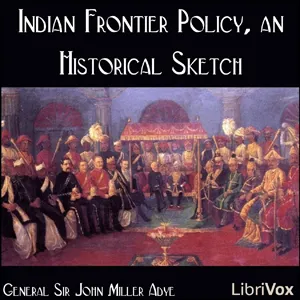 Indian Frontier Policy, an
Historical Sketch
General Sir John Miller Adye
LibriVox